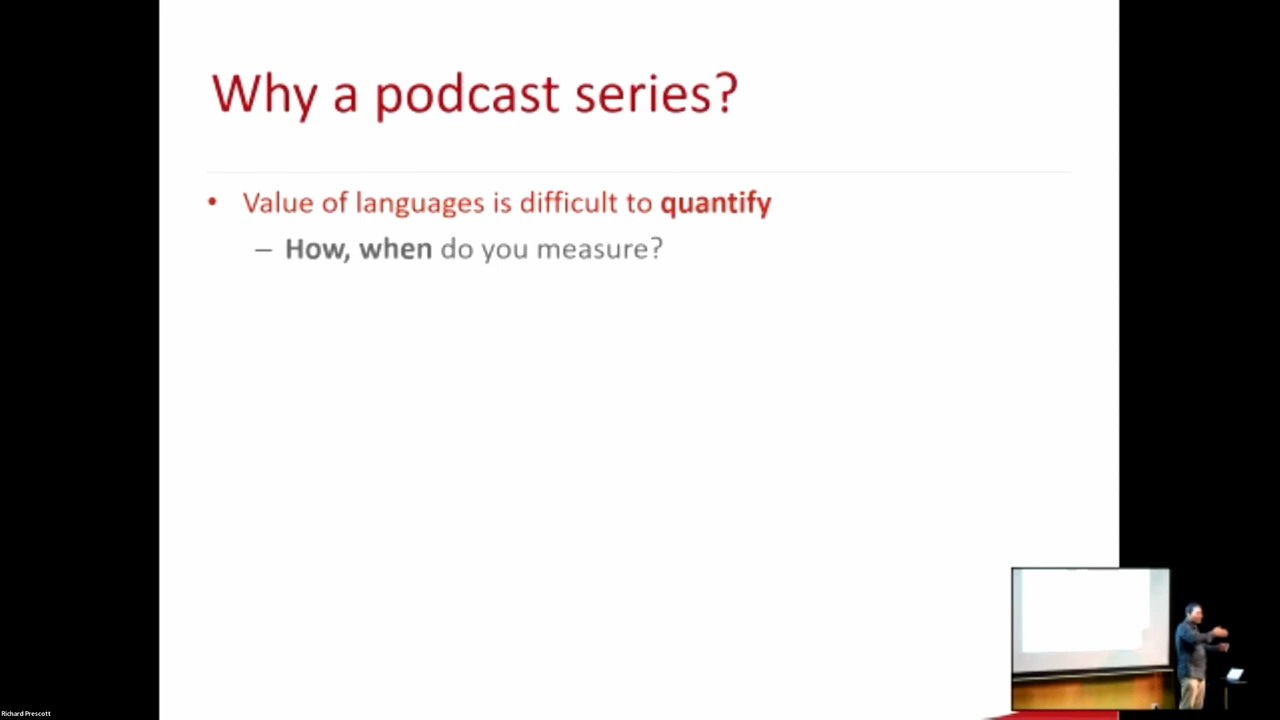 Why a podcast series?
• Value of languages is difficult to quantify
– How, when do you measure?
Richard Prescott